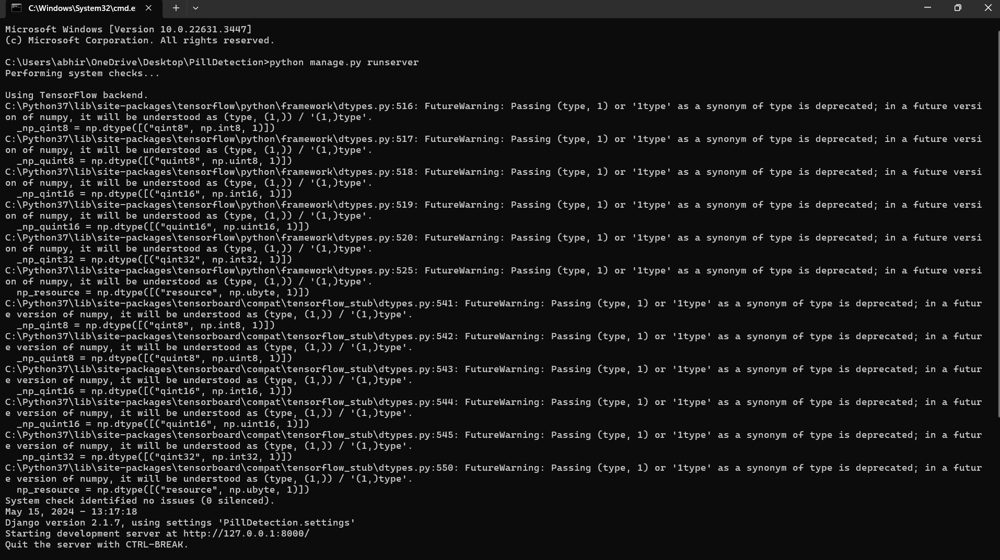 C:\Windows\System32\cmd.e
Microsoft Windows [Version 10.0.22631.3447]
(c) Microsoft Corporation. All rights reserved.
C:\Users\abhir\OneDrive\Desktop\PillDetection>python manage.py runserver
Performing system checks...
Using TensorFlow backend.
C:\Python37\lib\site-packages\tensorflow\python\framework\dtypes.py:516: FutureWarning: Passing (type, 1) or '1type' as a synonym of type is deprecated; in a future versi
on of numpy, it will be understood as (type, (1,)) / '(1,)type'.
  _np_qint8 = np.dtype([("qint8", np.int8, 1)])
C:\Python37\lib\site-packages\tensorflow\python\framework\dtypes.py:517: FutureWarning: Passing (type, 1) or '1type' as a synonym of type is deprecated; in a future versi
on of numpy, it will be understood as (type, (1,)) / '(1,)type'.
  _np_quint8 = np.dtype([("quint8", np.uint8, 1)])
C:\Python37\lib\site-packages\tensorflow\python\framework\dtypes.py:518: FutureWarning: Passing (type, 1) or '1type' as a synonym of type is deprecated; in a future versi
on of numpy, it will be understood as (type, (1,)) / '(1,)type'.
  _np_qint16 = np.dtype([("qint16", np.int16, 1)])
C:\Python37\lib\site-packages\tensorflow\python\framework\dtypes.py:519: FutureWarning: Passing (type, 1) or '1type' as a synonym of type is deprecated; in a future versi
on of numpy, it will be understood as (type, (1,)) / '(1,)type'.
  _np_quint16 = np.dtype([("quint16", np.uint16, 1)])
C:\Python37\lib\site-packages\tensorflow\python\framework\dtypes.py:520: FutureWarning: Passing (type, 1) or '1type' as a synonym of type is deprecated; in a future versi
on of numpy, it will be understood as (type, (1,)) / '(1,)type'.
  _np_qint32 = np.dtype([("qint32", np.int32, 1)])
C:\Python37\lib\site-packages\tensorflow\python\framework\dtypes.py:525: FutureWarning: Passing (type, 1) or '1type' as a synonym of type is deprecated; in a future versi
on of numpy, it will be understood as (type, (1,)) / '(1,)type'.
  np_resource = np.dtype([("resource", np.ubyte, 1)])
C:\Python37\lib\site-packages\tensorboard\compat\tensorflow_stub\dtypes.py:541: FutureWarning: Passing (type, 1) or '1type' as a synonym of type is deprecated; in a futur
e version of numpy, it will be understood as (type, (1,)) / '(1,)type'.
  _np_qint8 = np.dtype([("qint8", np.int8, 1)])
C:\Python37\lib\site-packages\tensorboard\compat\tensorflow_stub\dtypes.py:542: FutureWarning: Passing (type, 1) or '1type' as a synonym of type is deprecated; in a futur
e version of numpy, it will be understood as (type, (1,)) / '(1,)type'.
  _np_quint8 = np.dtype([("quint8", np.uint8, 1)])
C:\Python37\lib\site-packages\tensorboard\compat\tensorflow_stub\dtypes.py:543: FutureWarning: Passing (type, 1) or '1type' as a synonym of type is deprecated; in a futur
e version of numpy, it will be understood as (type, (1,)) / '(1,)type'.
  _np_qint16 = np.dtype([("qint16", np.int16, 1)])
C:\Python37\lib\site-packages\tensorboard\compat\tensorflow_stub\dtypes.py:544: FutureWarning: Passing (type, 1) or '1type' as a synonym of type is deprecated; in a futur
e version of numpy, it will be understood as (type, (1,)) / '(1,)type'.
  _np_quint16 = np.dtype([("quint16", np.uint16, 1)])
C:\Python37\lib\site-packages\tensorboard\compat\tensorflow_stub\dtypes.py:545: FutureWarning: Passing (type, 1) or '1type' as a synonym of type is deprecated; in a futur
e version of numpy, it will be understood as (type, (1,)) / '(1,)type'.
  _np_qint32 = np.dtype([("qint32", np.int32, 1)])
C:\Python37\lib\site-packages\tensorboard\compat\tensorflow_stub\dtypes.py:550: FutureWarning: Passing (type, 1) or '1type' as a synonym of type is deprecated; in a futur
e version of numpy, it will be understood as (type, (1,)) / '(1,)type'.
  np_resource = np.dtype([("resource", np.ubyte, 1)])
System check identified no issues (0 silenced).
May 15, 2024 - 13:17:18
Django version 2.1.7, using settings 'PillDetection.settings'
Starting development server at http://127.0.0.1:8000/
Quit the server with CTRL-BREAK.